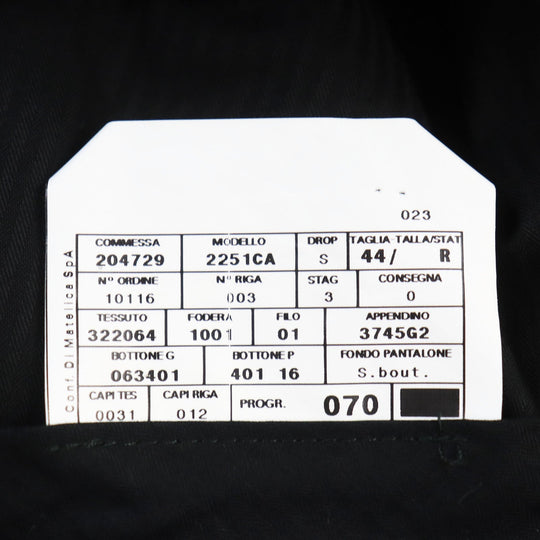 023
COMMESSA MODELLO DROP TAGLIA-TALLA/STAT
204729 2251CA S 44/ R
N° ORDINE N° RIGA STAG CONSEGNA
10116 003 3 0
TESSUTO FODERA FILO APPENDINO
322064 1001 01 3745G2
BOTTONE G BOTTONE P FONDO PANTALONE
063401 401 16 S.bout.
CAPI TES CAPI RIGA PROGR. 070
0031 012
Conf. Di Matelica SpA